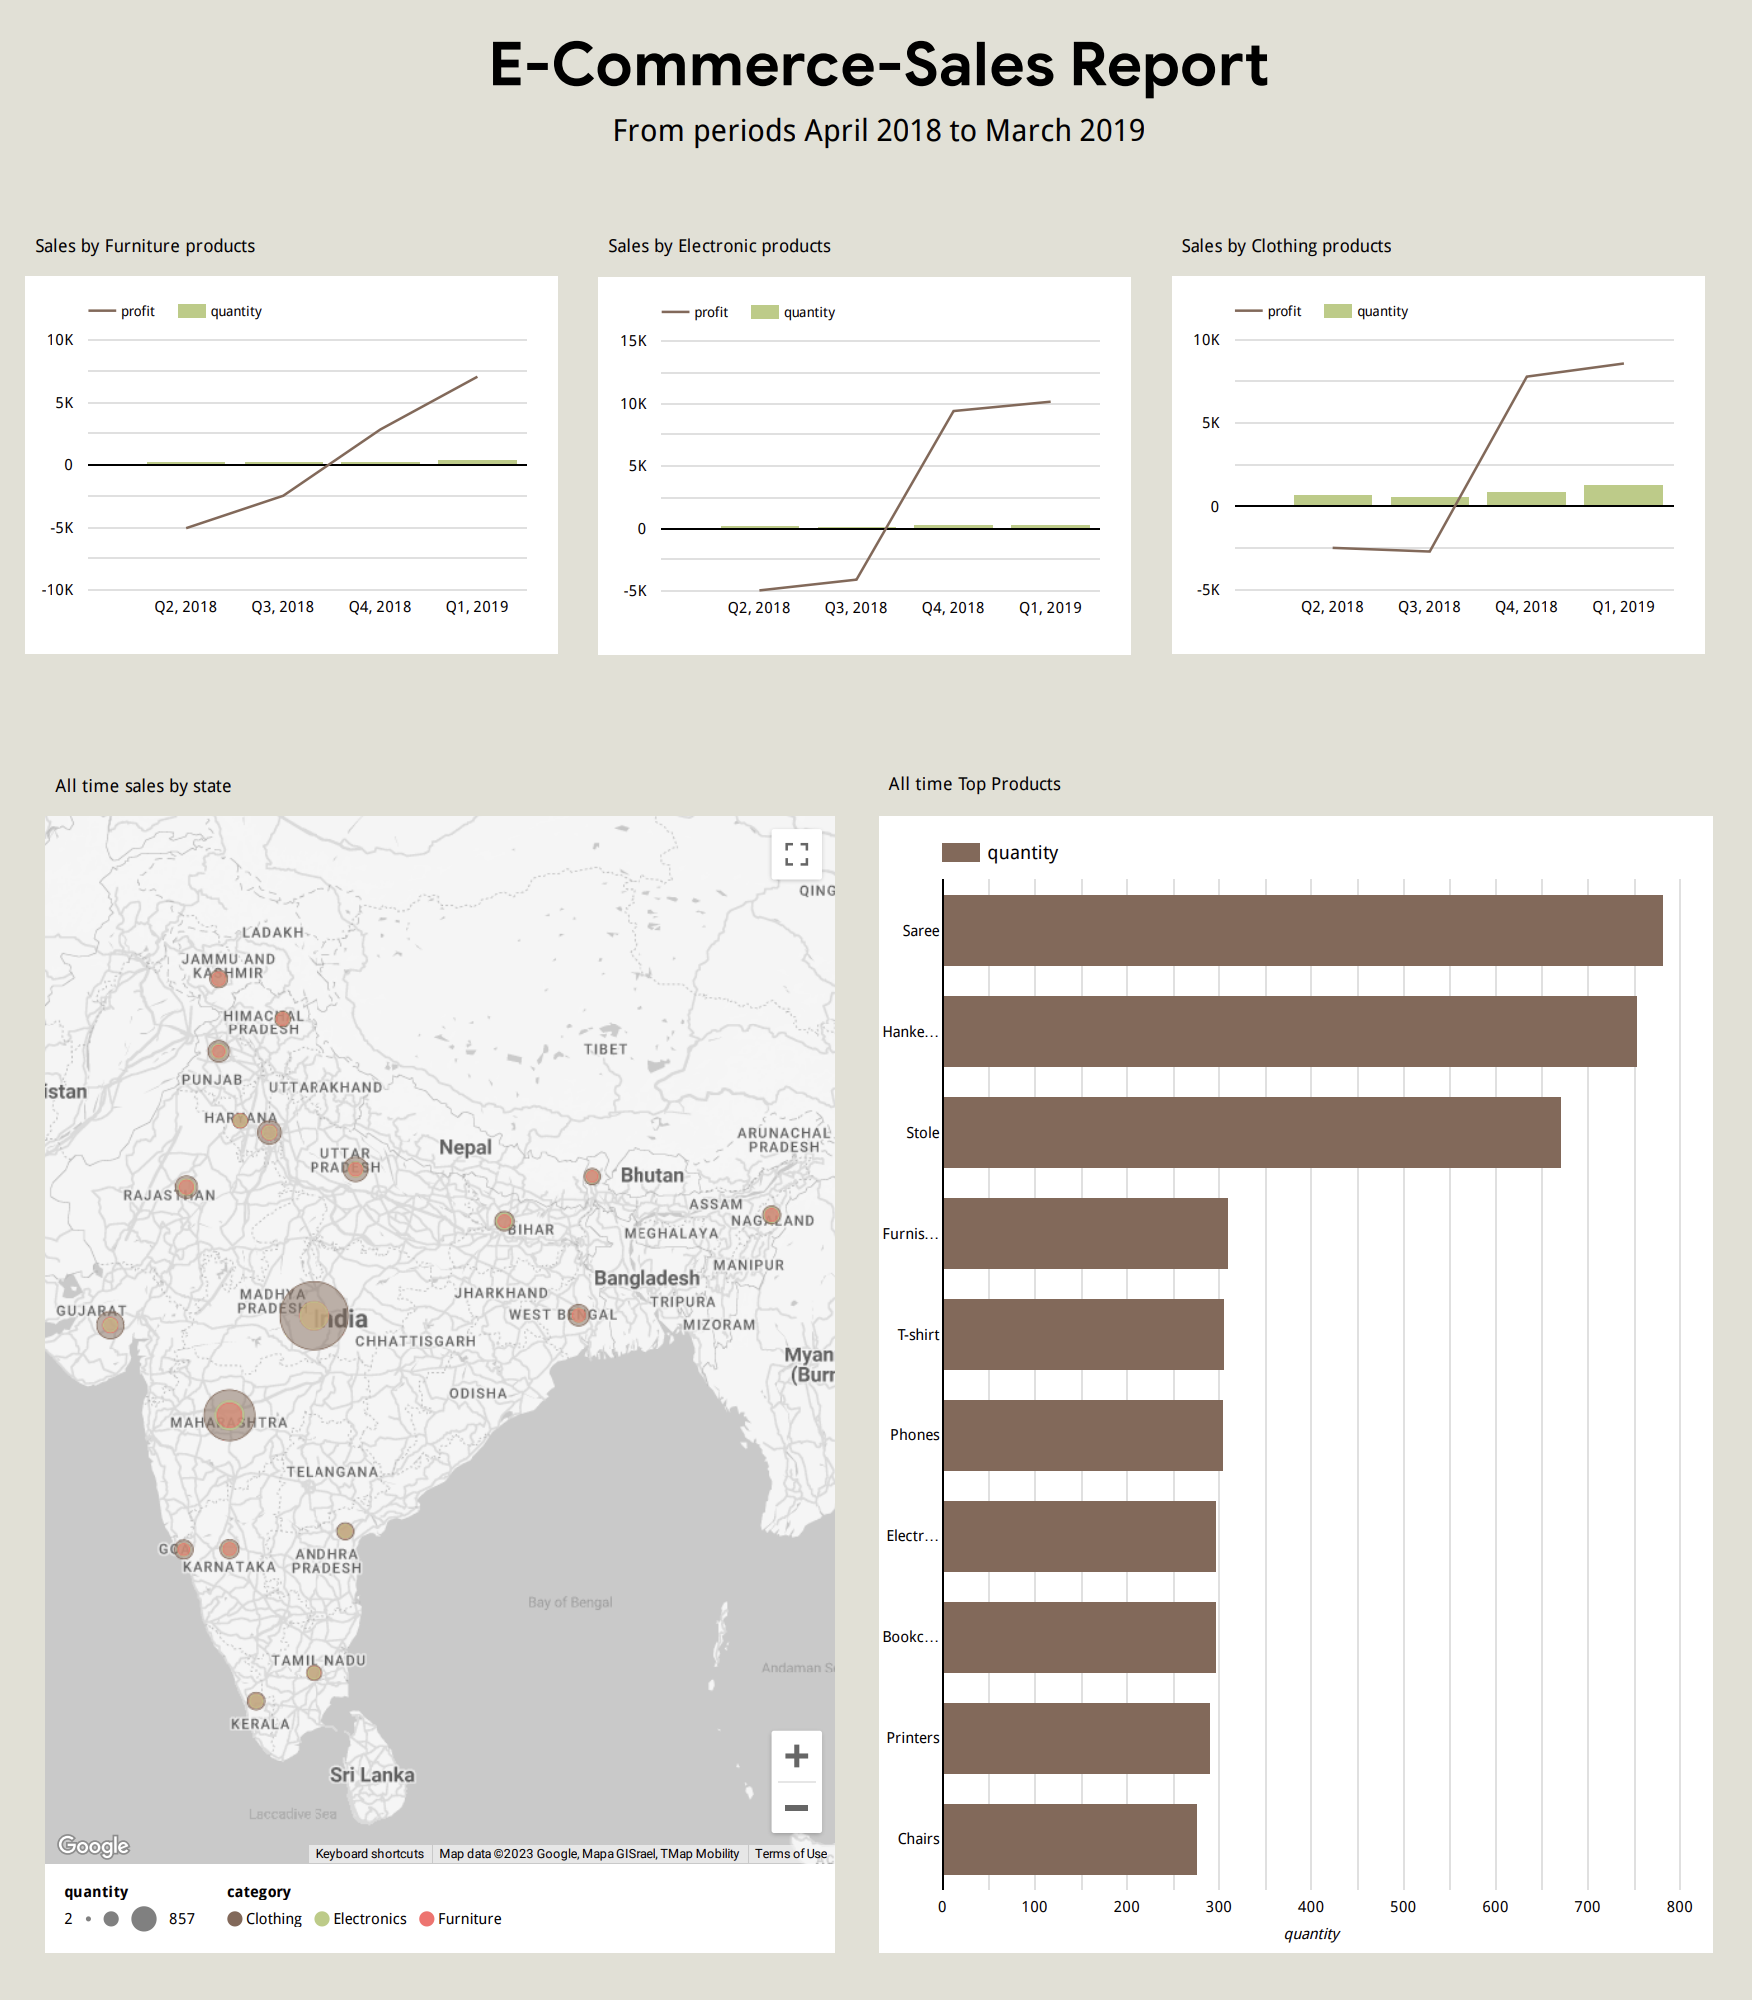 E-Commerce-Sales Report
From periods April 2018 to March 2019
Sales by Furniture products
profit quantity
10K
5K
0
-5K
-10K
Q2, 2018 Q3, 2018 Q4, 2018 Q1, 2019
Sales by Electronic products
profit quantity
15K
10K
5K
0
-5K
Q2, 2018 Q3, 2018 Q4, 2018 Q1, 2019
Sales by Clothing products
profit quantity
10K
5K
0
-5K
Q2, 2018 Q3, 2018 Q4, 2018 Q1, 2019
All time sales by state
QING
LADAKH
JAMMU AND
KASHMIR
HIMACHAL
PRADESH
TIBET
PUNJAB
UTTARAKHAND
istan
HARYANA
Nepal
ARUNACHAL
PRADESH
UTTAR
PRADESH
Bhutan
RAJASTHAN
ASSAM
NAGALAND
BIHAR
MEGHALAYA
MANIPUR
Bangladesh
JHARKHAND
MADHYA
PRADESH
GUJARAT
India
WEST BENGAL
TRIPURA
MIZORAM
CHHATTISGARH
Myan
(Burr
ODISHA
MAHARASHTRA
TELANGANA
GOA
KARNATAKA
ANDHRA
PRADESH
Bay of Bengal
TAMIL NADU
Andaman S
KERALA
Sri Lanka
Laccadive Sea
Google
Keyboard shortcuts Map data ©2023 Google, Mapa GISrael, TMap Mobility Terms of Use
quantity
2 857
category
Clothing Electronics Furniture
All time Top Products
quantity
Saree
Hanke...
Stole
Furnis...
T-shirt
Phones
Electr...
Bookc...
Printers
Chairs
0 100 200 300 400 500 600 700 800
quantity